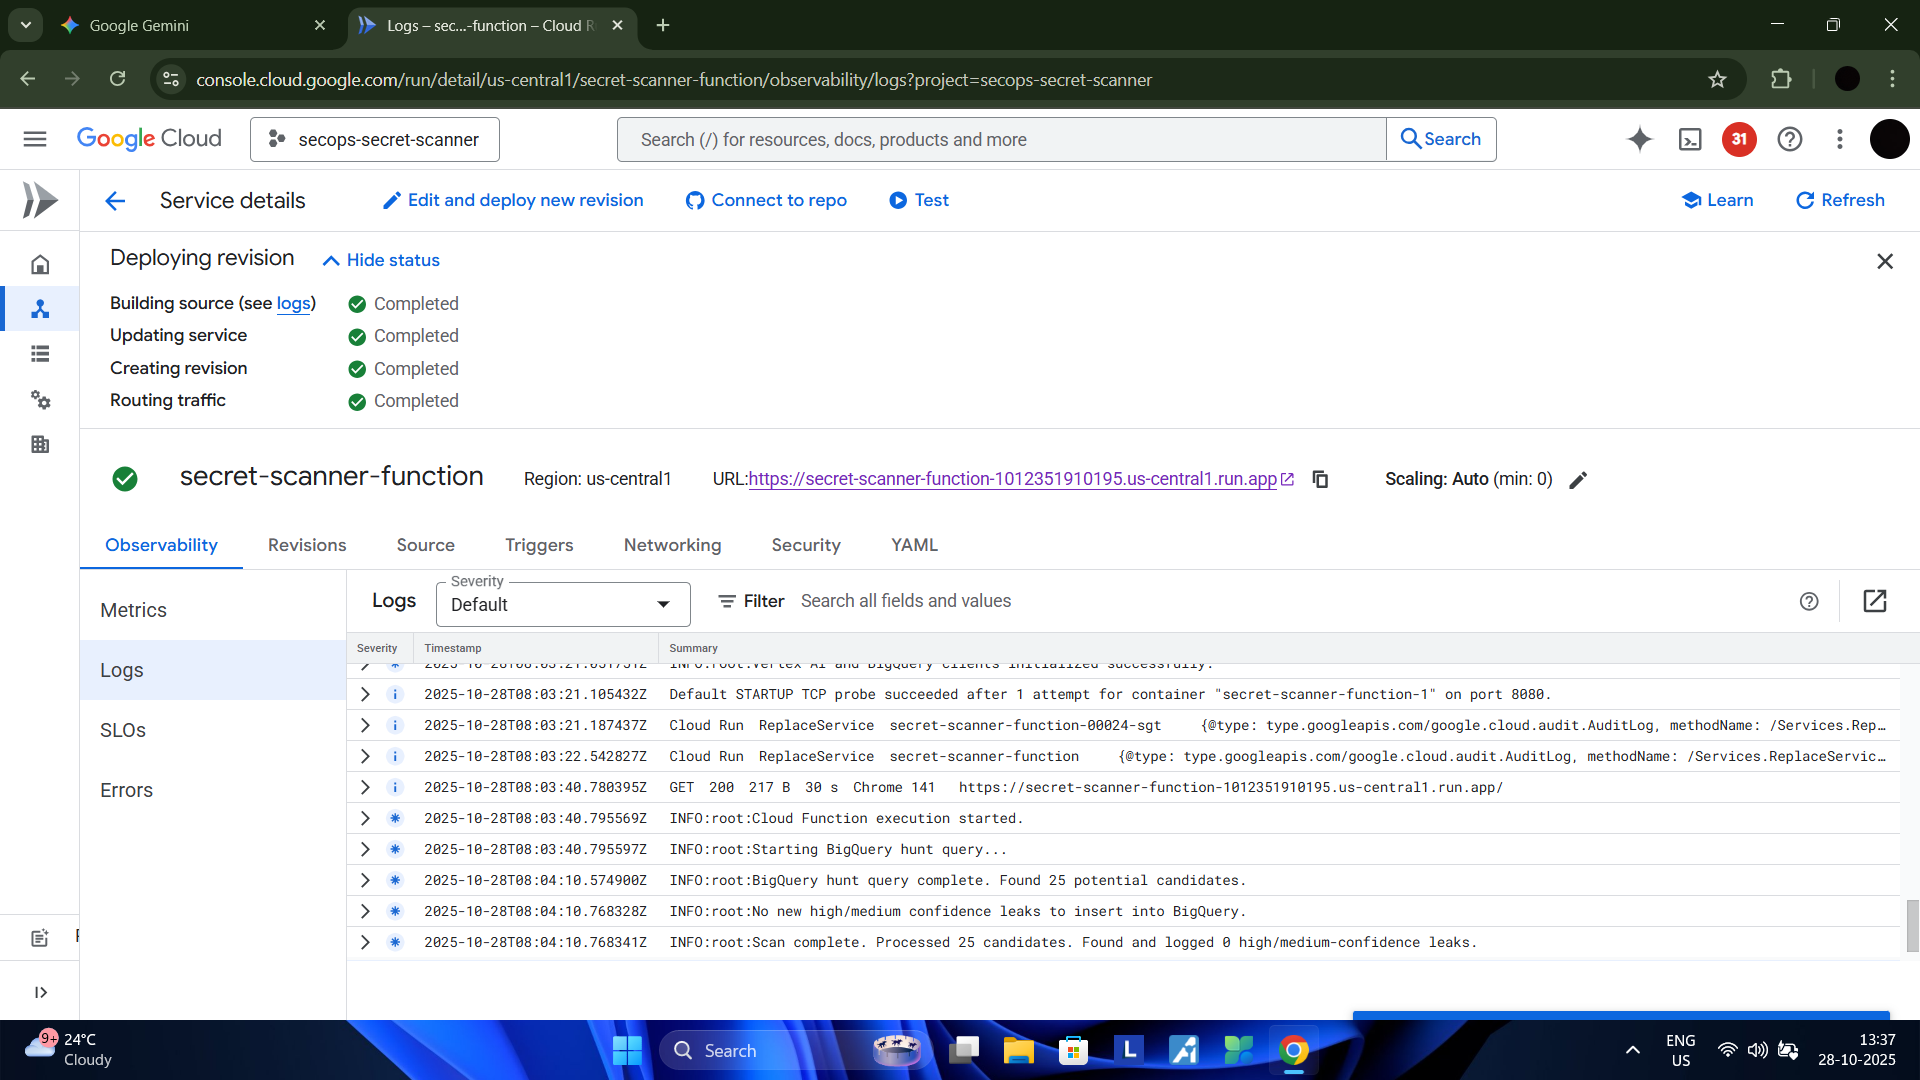 Google Gemini
Logs – sec...-function – Cloud R
console.cloud.google.com/run/detail/us-central1/secret-scanner-function/observability/logs?project=secops-secret-scanner
Google Cloud
secops-secret-scanner
Search (/) for resources, docs, products and more
Search
31
Service details
Edit and deploy new revision
Connect to repo
Test
Learn
Refresh
Deploying revision
Hide status
Building source (see logs)
Completed
Updating service
Completed
Creating revision
Completed
Routing traffic
Completed
secret-scanner-function
Region: us-central1
URL:https://secret-scanner-function-1012351910195.us-central1.run.app
Scaling: Auto (min: 0)
Observability
Revisions
Source
Triggers
Networking
Security
YAML
Metrics
Logs
SLOs
Errors
Logs
Severity
Default
Filter
Search all fields and values
Severity Timestamp Summary
2025-10-28T08:03:21.051751Z INFO:root:Vertex AI and BigQuery clients initialized successfully.
2025-10-28T08:03:21.105432Z Default STARTUP TCP probe succeeded after 1 attempt for container "secret-scanner-function-1" on port 8080.
2025-10-28T08:03:21.187437Z Cloud Run ReplaceService secret-scanner-function-00024-sgt {@type: type.googleapis.com/google.cloud.audit.AuditLog, methodName: /Services.Rep…
2025-10-28T08:03:22.542827Z Cloud Run ReplaceService secret-scanner-function {@type: type.googleapis.com/google.cloud.audit.AuditLog, methodName: /Services.ReplaceServic…
2025-10-28T08:03:40.780395Z GET 200 217 B 30 s Chrome 141 https://secret-scanner-function-1012351910195.us-central1.run.app/
2025-10-28T08:03:40.795569Z INFO:root:Cloud Function execution started.
2025-10-28T08:03:40.795597Z INFO:root:Starting BigQuery hunt query...
2025-10-28T08:04:10.574900Z INFO:root:BigQuery hunt query complete. Found 25 potential candidates.
2025-10-28T08:04:10.768328Z INFO:root:No new high/medium confidence leaks to insert into BigQuery.
2025-10-28T08:04:10.768341Z INFO:root:Scan complete. Processed 25 candidates. Found and logged 0 high/medium-confidence leaks.
9+
24°C
Cloudy
Search
L
ENG
US
13:37
28-10-2025